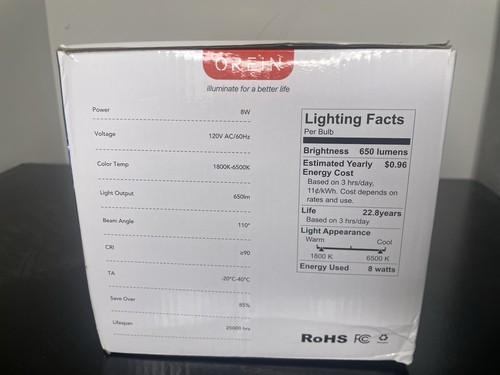 OREIN
illuminate for a better life
Power 8W
Voltage 120V AC/60Hz
Color Temp 1800K-6500K
Light Output 650lm
Beam Angle 110°
CRI ≥90
TA -20°C-40°C
Save Over 85%
Lifespan 25000 hrs
Lighting Facts
Per Bulb
Brightness 650 lumens
Estimated Yearly $0.96
Energy Cost
Based on 3 hrs/day,
11¢/kWh. Cost depends on
rates and use.
Life 22.8years
Based on 3 hrs/day
Light Appearance
Warm Cool
1800 K 6500 K
Energy Used 8 watts
RoHS FC